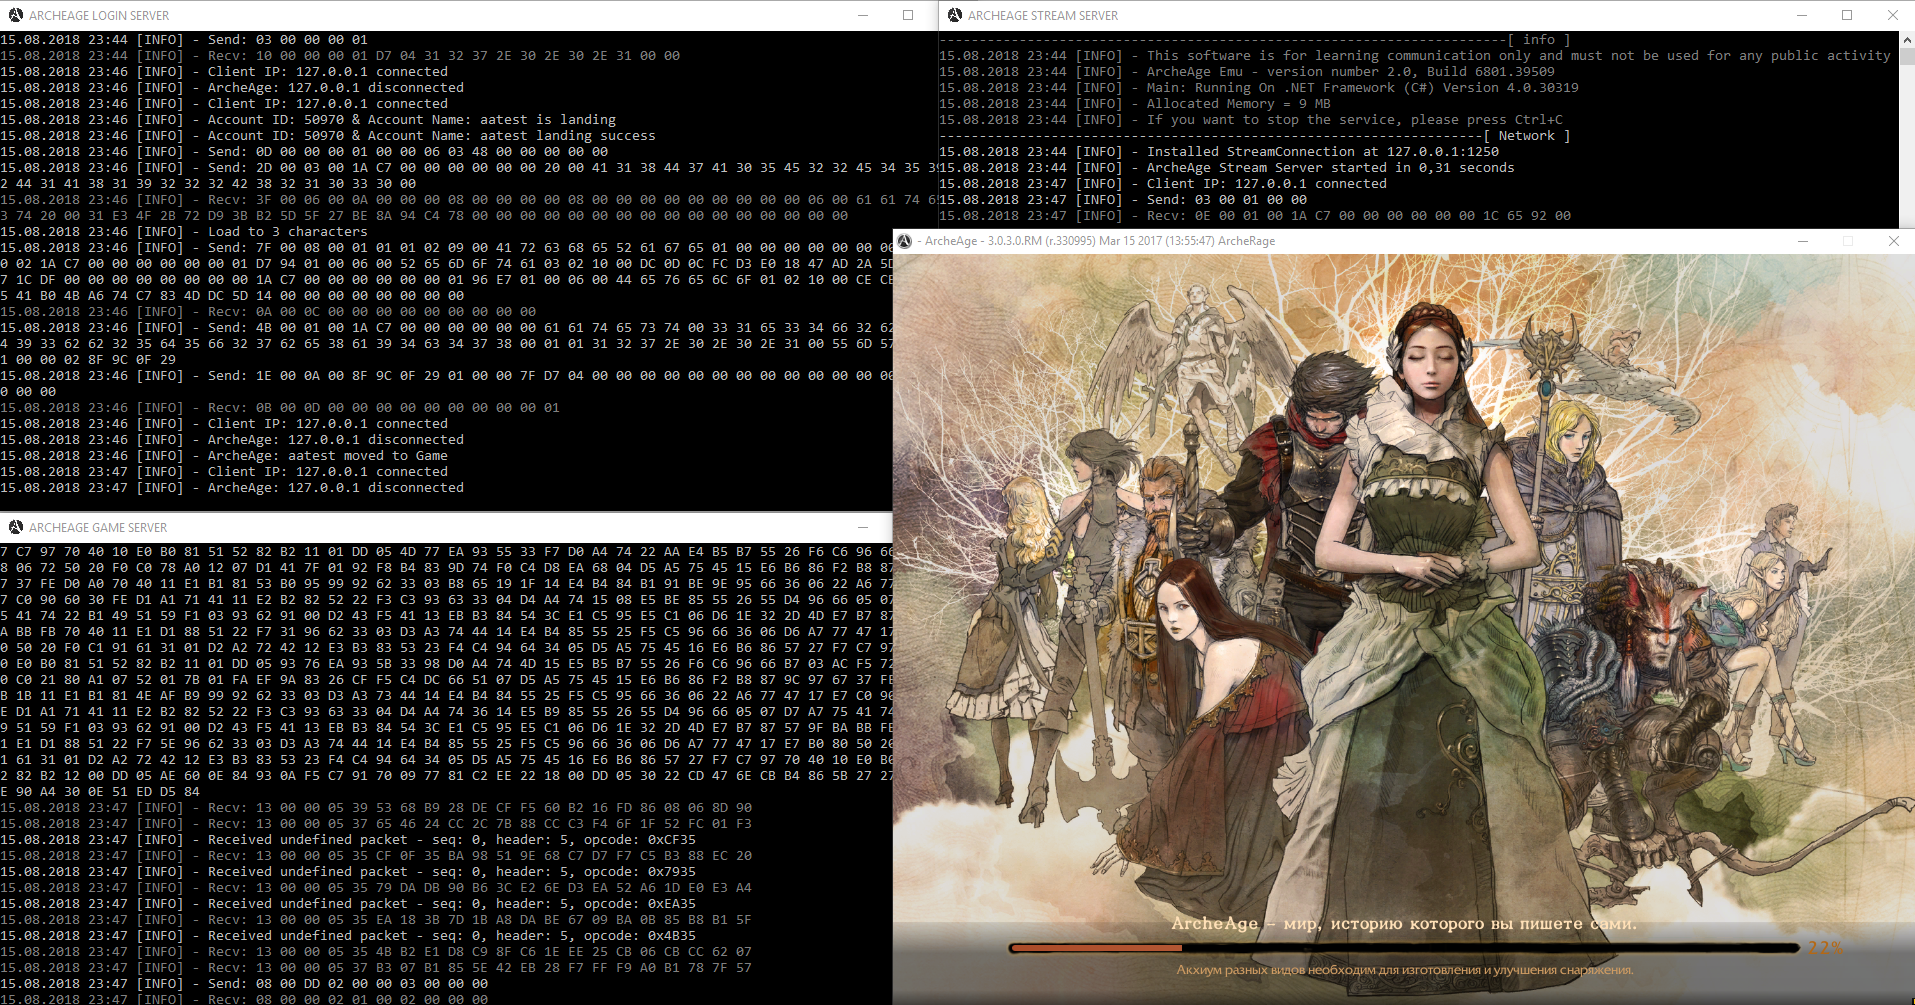 ARCHEAGE LOGIN SERVER
15.08.2018 23:44 [INFO] - Send: 03 00 00 00 01
15.08.2018 23:44 [INFO] - Recv: 10 00 00 00 01 D7 04 31 32 37 2E 30 2E 30 2E 31 00 00
15.08.2018 23:46 [INFO] - Client IP: 127.0.0.1 connected
15.08.2018 23:46 [INFO] - ArcheAge: 127.0.0.1 disconnected
15.08.2018 23:46 [INFO] - Client IP: 127.0.0.1 connected
15.08.2018 23:46 [INFO] - Account ID: 50970 & Account Name: aatest is landing
15.08.2018 23:46 [INFO] - Account ID: 50970 & Account Name: aatest landing success
15.08.2018 23:46 [INFO] - Send: 0D 00 00 00 01 00 00 06 03 48 00 00 00 00 00
15.08.2018 23:46 [INFO] - Send: 2D 00 03 00 1A C7 00 00 00 00 00 00 20 00 41 31 38 44 37 41 30 35 45 32 32 45 34 35 39
2 44 31 41 38 31 39 32 32 32 42 38 32 31 30 33 30 00
15.08.2018 23:46 [INFO] - Recv: 3F 00 06 00 0A 00 00 00 08 00 00 00 00 00 08 00 00 00 00 00 00 00 00 06 00 61 61 74 65
3 74 20 00 31 E3 4F 2B 72 D9 3B B2 5D 5F 27 BE 8A 94 C4 78 00 00 00 00 00 00 00 00 00 00 00 00 00 00
15.08.2018 23:46 [INFO] - Load to 3 characters
15.08.2018 23:46 [INFO] - Send: 7F 00 08 00 01 01 01 02 09 00 41 72 63 68 65 52 61 67 65 01 00 00 00 00 00 00 00
0 02 1A C7 00 00 00 00 00 00 01 D7 94 01 00 06 00 52 65 6D 6F 74 61 03 02 10 00 DC 0D 0C FC D3 E0 18 47 AD 2A 5D
7 1C DF 00 00 00 00 00 00 00 00 1A C7 00 00 00 00 00 00 01 96 E7 01 00 06 00 44 65 76 65 6C 6F 01 02 10 00 CE CE
5 41 B0 4B A6 74 C7 83 4D DC 5D 14 00 00 00 00 00 00 00 00
15.08.2018 23:46 [INFO] - Recv: 0A 00 0C 00 00 00 00 00 00 00 00 00
15.08.2018 23:46 [INFO] - Send: 4B 00 01 00 1A C7 00 00 00 00 00 00 61 61 74 65 73 74 00 33 31 65 33 34 66 32 62
4 39 33 62 62 32 35 64 35 66 32 37 62 65 38 61 39 34 63 34 37 38 00 01 01 31 32 37 2E 30 2E 30 2E 31 00 55 6D 57
1 00 00 02 8F 9C 0F 29
15.08.2018 23:46 [INFO] - Send: 1E 00 0A 00 8F 9C 0F 29 01 00 00 7F D7 04 00 00 00 00 00 00 00 00 00 00 00 00 00
0 00 00
15.08.2018 23:46 [INFO] - Recv: 0B 00 0D 00 00 00 00 00 00 00 00 00 01
15.08.2018 23:46 [INFO] - Client IP: 127.0.0.1 connected
15.08.2018 23:46 [INFO] - ArcheAge: 127.0.0.1 disconnected
15.08.2018 23:46 [INFO] - ArcheAge: aatest moved to Game
15.08.2018 23:47 [INFO] - Client IP: 127.0.0.1 connected
15.08.2018 23:47 [INFO] - ArcheAge: 127.0.0.1 disconnected
ARCHEAGE STREAM SERVER
-----------------------------------------------------------------------[ info ]
15.08.2018 23:44 [INFO] - This software is for learning communication only and must not be used for any public activity
15.08.2018 23:44 [INFO] - ArcheAge Emu - version number 2.0, Build 6801.39509
15.08.2018 23:44 [INFO] - Main: Running On .NET Framework (C#) Version 4.0.30319
15.08.2018 23:44 [INFO] - Allocated Memory = 9 MB
15.08.2018 23:44 [INFO] - If you want to stop the service, please press Ctrl+C
--------------------------------------------------------------------[ Network ]
15.08.2018 23:44 [INFO] - Installed StreamConnection at 127.0.0.1:1250
15.08.2018 23:44 [INFO] - ArcheAge Stream Server started in 0,31 seconds
15.08.2018 23:47 [INFO] - Client IP: 127.0.0.1 connected
15.08.2018 23:47 [INFO] - Send: 03 00 01 00 00
15.08.2018 23:47 [INFO] - Recv: 0E 00 01 00 1A C7 00 00 00 00 00 00 1C 65 92 00
- ArcheAge - 3.0.3.0.RM (r.330995) Mar 15 2017 (13:55:47) ArcheRage
ArcheAge – мир, историю которого вы пишете сами.
22%
Акхиум разных видов необходим для изготовления и улучшения снаряжения.
ARCHEAGE GAME SERVER
7 C7 97 70 40 10 E0 B0 81 51 52 82 B2 11 01 DD 05 4D 77 EA 93 55 33 F7 D0 A4 74 22 AA E4 B5 B7 55 26 F6 C6 96 66
8 06 72 50 20 F0 C0 78 A0 12 07 D1 41 7F 01 92 F8 B4 83 9D 74 F0 C4 D8 EA 68 04 D5 A5 75 45 15 E6 B6 86 F2 B8 87
7 37 FE D0 A0 70 40 11 E1 B1 81 53 B0 95 99 92 62 33 03 B8 65 19 1F 14 E4 B4 84 B1 91 BE 9E 95 66 36 06 22 A6 77
7 C0 90 60 30 FE D1 A1 71 41 11 E2 B2 82 52 22 F3 C3 93 63 33 04 D4 A4 74 15 08 E5 BE 85 55 26 55 D4 96 66 05 07
5 41 74 22 B1 49 51 59 F1 03 93 62 91 00 D2 43 F5 41 13 EB B3 84 54 3C E1 C5 95 E5 C1 06 D6 1E 32 2D 4D E7 B7 87
A BB FB 70 40 11 E1 D1 88 51 22 F7 31 96 62 33 03 D3 A3 74 44 14 E4 B4 85 55 25 F5 C5 96 66 36 06 D6 A7 77 47 17
0 50 20 F0 C1 91 61 31 01 D2 A2 72 42 12 E3 B3 83 53 23 F4 C4 94 64 34 05 D5 A5 75 45 16 E6 B6 86 57 27 F7 C7 97
0 E0 B0 81 51 52 82 B2 11 01 DD 05 93 76 EA 93 5B 33 98 D0 A4 74 4D 15 E5 B5 B7 55 26 F6 C6 96 66 B7 03 AC F5 72
0 C0 21 80 A1 07 52 01 7B 01 FA EF 9A 83 26 CF F5 C4 DC 66 51 07 D5 A5 75 45 15 E6 B6 86 F2 B8 87 9C 97 67 37 FE
B 1B 11 E1 B1 81 4E AF B9 99 92 62 33 03 D3 A3 73 44 14 E4 B4 84 55 25 F5 C5 95 66 36 06 22 A6 77 47 17 E7 C0 90
E D1 A1 71 41 11 E2 B2 82 52 22 F3 C3 93 63 33 04 D4 A4 74 36 14 E5 B9 85 55 26 55 D4 96 66 05 07 D7 A7 75 41 74
9 51 59 F1 03 93 62 91 00 D2 43 F5 41 13 EB B3 84 54 3C E1 C5 95 E5 C1 06 D6 1E 32 2D 4D E7 B7 87 57 9F BA BB FB
1 E1 D1 88 51 22 F7 5E 96 62 33 03 D3 A3 74 44 14 E4 B4 85 55 25 F5 C5 96 66 36 06 D6 A7 77 47 17 E7 B0 80 50 20
1 61 31 01 D2 A2 72 42 12 E3 B3 83 53 23 F4 C4 94 64 34 05 D5 A5 75 45 16 E6 B6 86 57 27 F7 C7 97 70 40 10 E0 B0
2 82 B2 12 00 DD 05 AE 60 0E 84 93 0A F5 C7 91 70 09 77 81 C2 EE 22 18 00 DD 05 30 22 CD 47 6E CB B4 86 5B 27 27
E 90 A4 30 0E 51 ED D5 84
15.08.2018 23:47 [INFO] - Recv: 13 00 00 05 39 53 68 B9 28 DE CF F5 60 B2 16 FD 86 08 06 8D 90
15.08.2018 23:47 [INFO] - Recv: 13 00 00 05 37 65 46 24 CC 2C 7B 88 CC C3 F4 6F 1F 52 FC 01 F3
15.08.2018 23:47 [INFO] - Received undefined packet - seq: 0, header: 5, opcode: 0xCF35
15.08.2018 23:47 [INFO] - Recv: 13 00 00 05 35 CF 0F 35 BA 98 51 9E 68 C7 D7 F7 C5 B3 88 EC 20
15.08.2018 23:47 [INFO] - Received undefined packet - seq: 0, header: 5, opcode: 0x7935
15.08.2018 23:47 [INFO] - Recv: 13 00 00 05 35 79 DA DB 90 B6 3C E2 6E D3 EA 52 A6 1D E0 E3 A4
15.08.2018 23:47 [INFO] - Received undefined packet - seq: 0, header: 5, opcode: 0xEA35
15.08.2018 23:47 [INFO] - Recv: 13 00 00 05 35 EA 18 3B 7D 1B A8 DA BE 67 09 BA 0B 85 B8 B1 5F
15.08.2018 23:47 [INFO] - Received undefined packet - seq: 0, header: 5, opcode: 0x4B35
15.08.2018 23:47 [INFO] - Recv: 13 00 00 05 35 4B B2 E1 D8 C9 8F C6 1E EE 25 CB 06 CB CC 62 07
15.08.2018 23:47 [INFO] - Recv: 13 00 00 05 37 B3 07 B1 85 5E 42 EB 28 F7 FF F9 A0 B1 78 7F 57
15.08.2018 23:47 [INFO] - Send: 08 00 DD 02 00 00 03 00 00 00
15.08.2018 23:47 [INFO] - Recv: 08 00 00 02 01 00 02 00 00 00